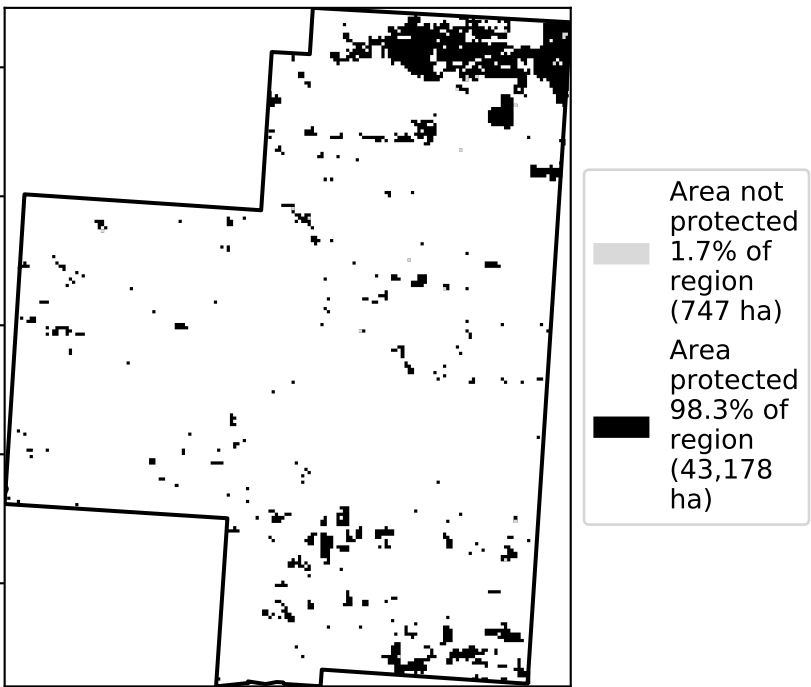 Area not
protected
1.7% of
region
(747 ha)
Area
protected
98.3% of
region
(43,178
ha)